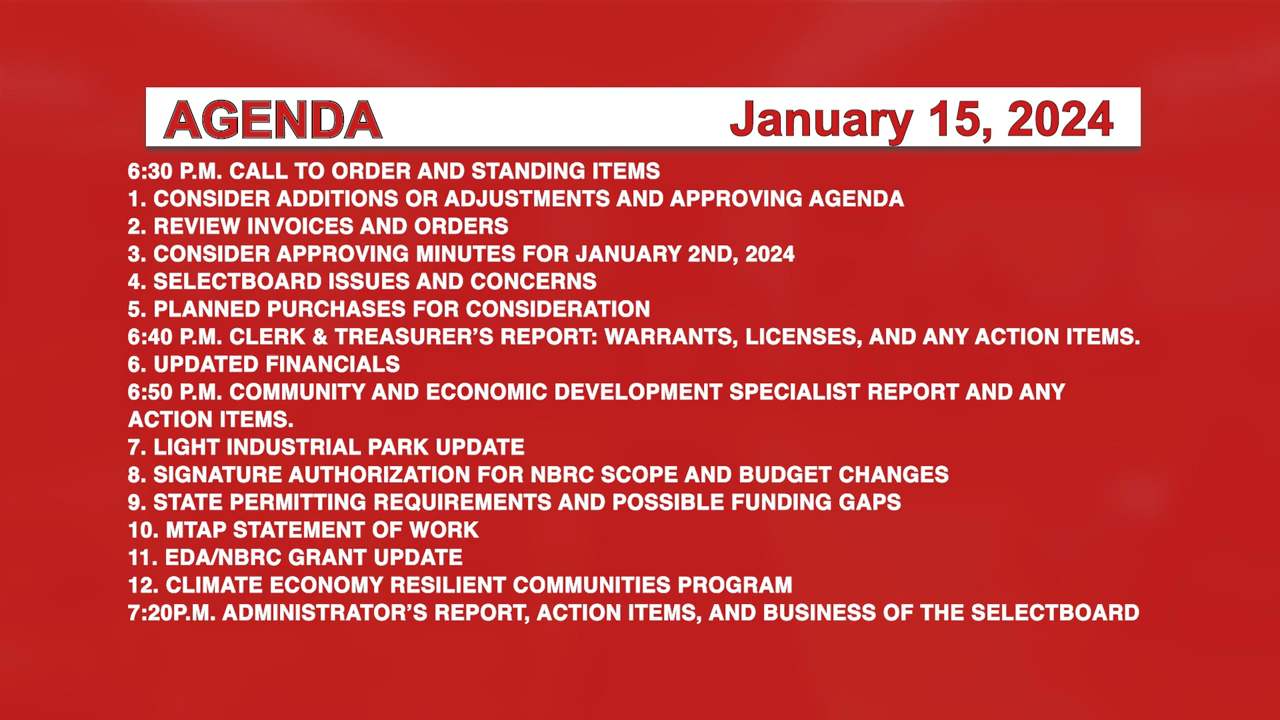 AGENDA January 15, 2024
6:30 P.M. CALL TO ORDER AND STANDING ITEMS
1. CONSIDER ADDITIONS OR ADJUSTMENTS AND APPROVING AGENDA
2. REVIEW INVOICES AND ORDERS
3. CONSIDER APPROVING MINUTES FOR JANUARY 2ND, 2024
4. SELECTBOARD ISSUES AND CONCERNS
5. PLANNED PURCHASES FOR CONSIDERATION
6:40 P.M. CLERK & TREASURER’S REPORT: WARRANTS, LICENSES, AND ANY ACTION ITEMS.
6. UPDATED FINANCIALS
6:50 P.M. COMMUNITY AND ECONOMIC DEVELOPMENT SPECIALIST REPORT AND ANY
ACTION ITEMS.
7. LIGHT INDUSTRIAL PARK UPDATE
8. SIGNATURE AUTHORIZATION FOR NBRC SCOPE AND BUDGET CHANGES
9. STATE PERMITTING REQUIREMENTS AND POSSIBLE FUNDING GAPS
10. MTAP STATEMENT OF WORK
11. EDA/NBRC GRANT UPDATE
12. CLIMATE ECONOMY RESILIENT COMMUNITIES PROGRAM
7:20P.M. ADMINISTRATOR’S REPORT, ACTION ITEMS, AND BUSINESS OF THE SELECTBOARD